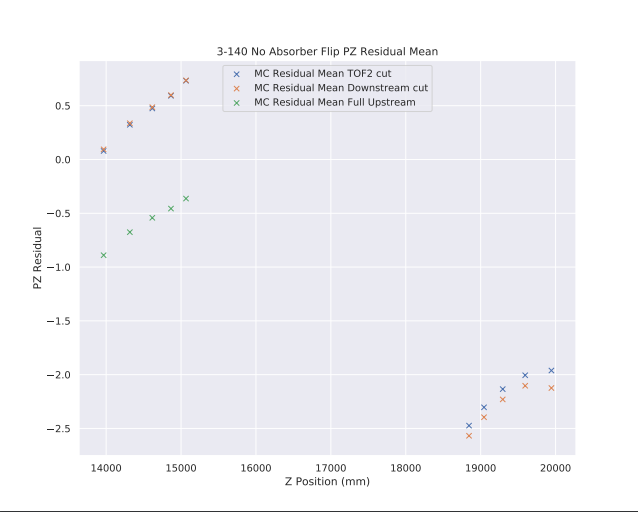 3-140 No Absorber Flip PZ Residual Mean
MC Residual Mean TOF2 cut
MC Residual Mean Downstream cut
MC Residual Mean Full Upstream
PZ Residual
0.5
0.0
−0.5
−1.0
−1.5
−2.0
−2.5
14000 15000 16000 17000 18000 19000 20000
Z Position (mm)